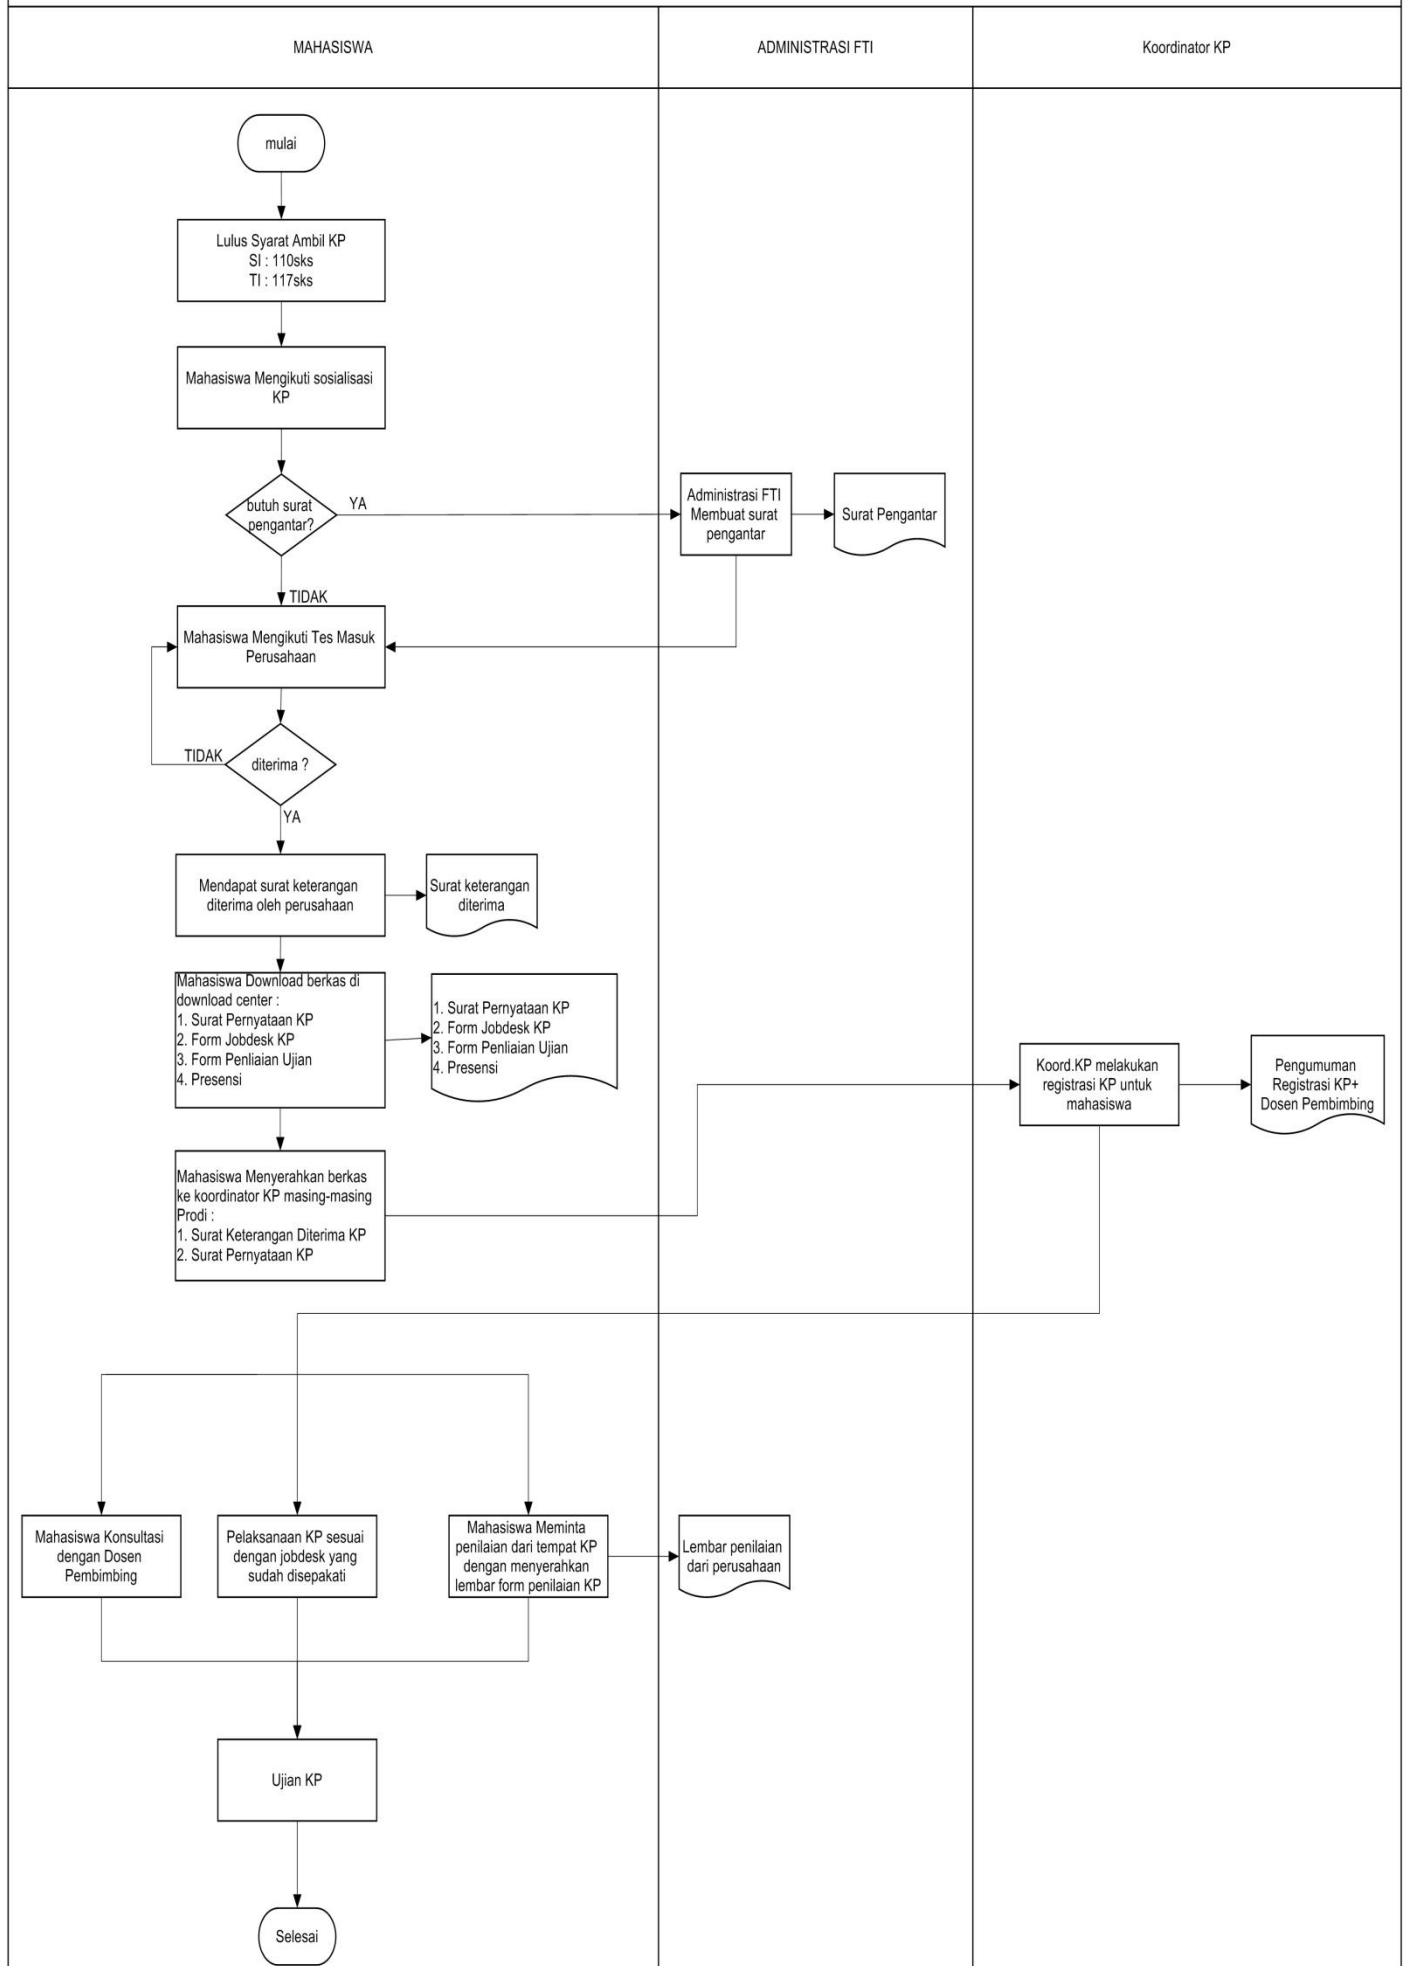 MAHASISWA
ADMINISTRASI FTI
Koordinator KP
mulai
Lulus Syarat Ambil KP
SI : 110sks
TI : 117sks
Mahasiswa Mengikuti sosialisasi
KP
butuh surat
pengantar?
YA
Administrasi FTI
Membuat surat
pengantar
Surat Pengantar
TIDAK
Mahasiswa Mengikuti Tes Masuk
Perusahaan
TIDAK
diterima ?
YA
Mendapat surat keterangan
diterima oleh perusahaan
Surat keterangan
diterima
Mahasiswa Download berkas di
download center :
1. Surat Pernyataan KP
2. Form Jobdesk KP
3. Form Penliaian Ujian
4. Presensi
1. Surat Pernyataan KP
2. Form Jobdesk KP
3. Form Penliaian Ujian
4. Presensi
Koord.KP melakukan
registrasi KP untuk
mahasiswa
Pengumuman
Registrasi KP+
Dosen Pembimbing
Mahasiswa Menyerahkan berkas
ke koordinator KP masing-masing
Prodi :
1. Surat Keterangan Diterima KP
2. Surat Pernyataan KP
Mahasiswa Konsultasi
dengan Dosen
Pembimbing
Pelaksanaan KP sesuai
dengan jobdesk yang
sudah disepakati
Mahasiswa Meminta
penilaian dari tempat KP
dengan menyerahkan
lembar form penilaian KP
Lembar penilaian
dari perusahaan
Ujian KP
Selesai